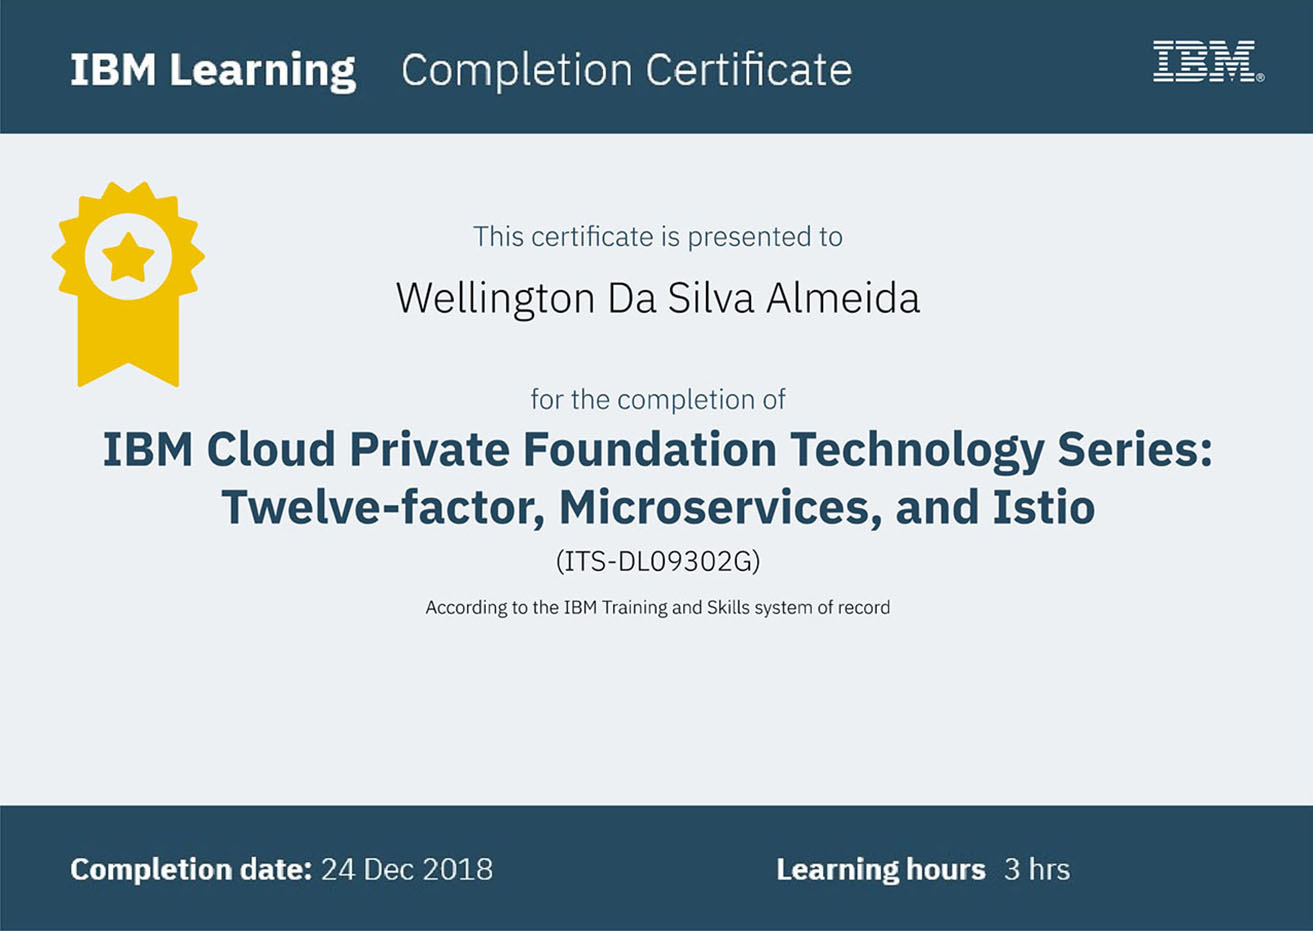 IBM Learning Completion Certificate IBM®
This certificate is presented to
Wellington Da Silva Almeida
for the completion of
IBM Cloud Private Foundation Technology Series:
Twelve-factor, Microservices, and Istio
(ITS-DL09302G)
According to the IBM Training and Skills system of record
Completion date: 24 Dec 2018 Learning hours 3 hrs